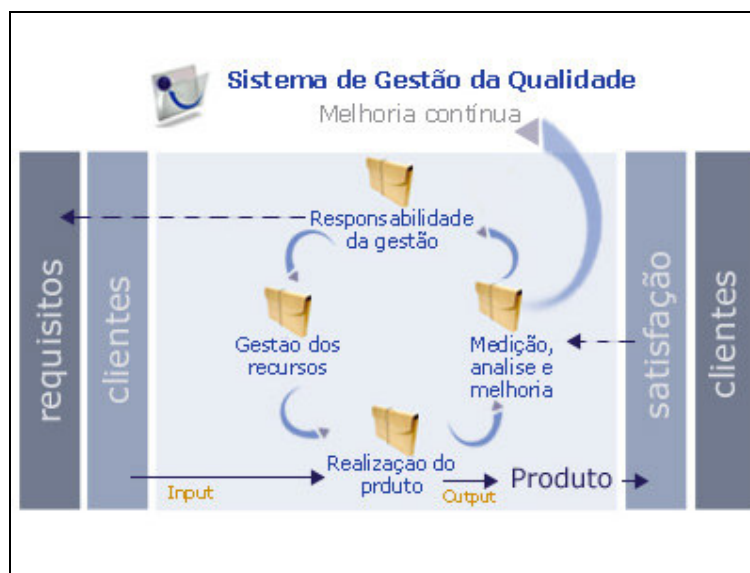 Sistema de Gestão da Qualidade
Melhoria contínua
requisitos
clientes
Responsabilidade
da gestão
Gestao dos
recursos
Medição,
analise e
melhoria
Realização do
prduto
Input
Output
Produto
satisfação
clientes